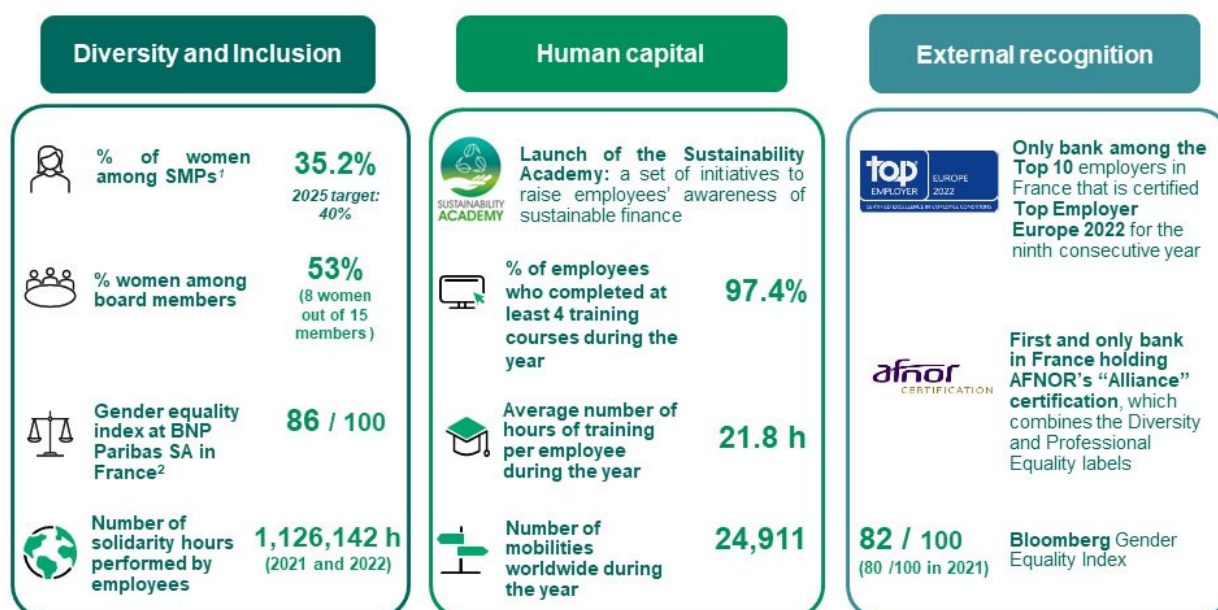 Diversity and Inclusion
% of women
among SMPs¹
35.2%
2025 target:
40%
% women among
board members
53%
(8 women
out of 15
members )
Gender equality
index at BNP
Paribas SA in
France²
86 / 100
Number of
solidarity hours
performed by
employees
1,126,142 h
(2021 and 2022)
Human capital
SUSTAINABILITY
ACADEMY
Launch of the Sustainability
Academy: a set of initiatives to
raise employees' awareness of
sustainable finance
% of employees
who completed at
least 4 training
courses during the
year
97.4%
Average number of
hours of training
per employee
during the year
21.8 h
Number of
mobilities
worldwide during
the year
24,911
External recognition
top
EMPLOYER
EUROPE
2022
CERTIFIED EXCELLENCE IN EMPLOYEE CONDITIONS
Only bank among the
Top 10 employers in
France that is certified
Top Employer
Europe 2022 for the
ninth consecutive year
afnor
CERTIFICATION
First and only bank
in France holding
AFNOR's “Alliance”
certification, which
combines the Diversity
and Professional
Equality labels
82 / 100
(80 /100 in 2021)
Bloomberg Gender
Equality Index